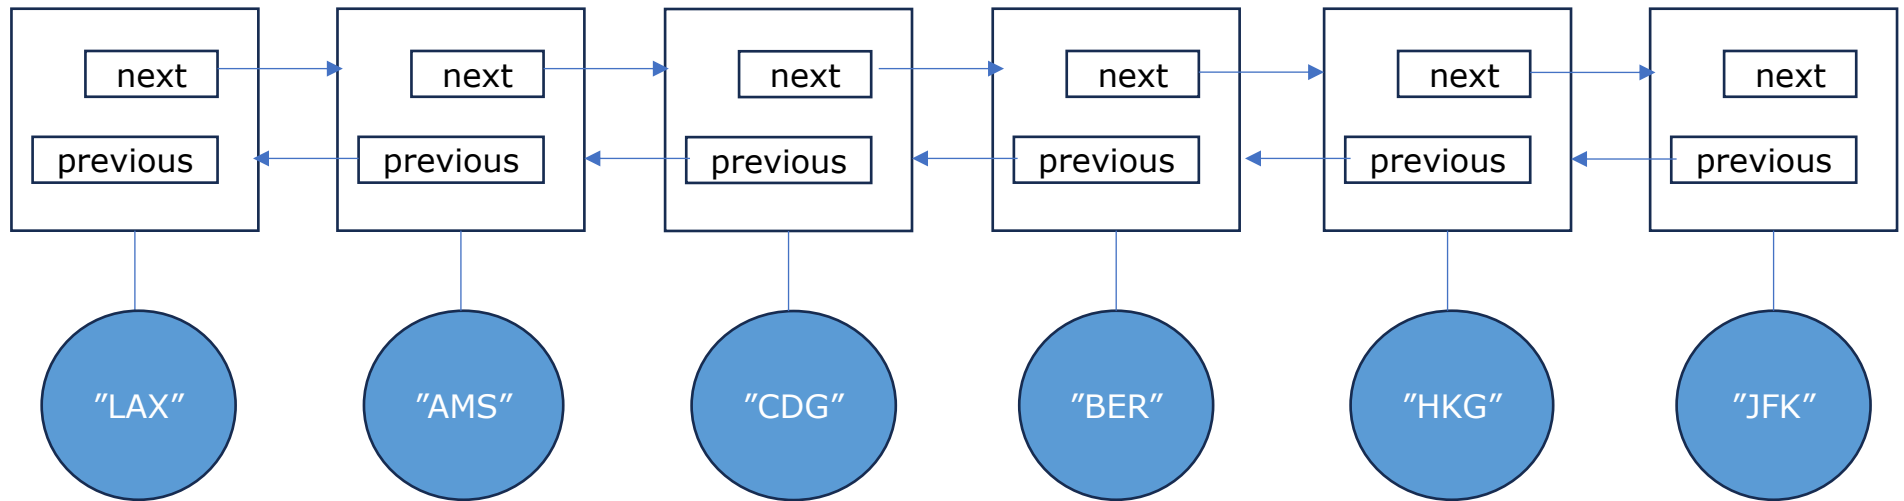 next next next next next next
previous previous previous previous previous previous
”LAX” ”AMS” ”CDG” ”BER” ”HKG” ”JFK”